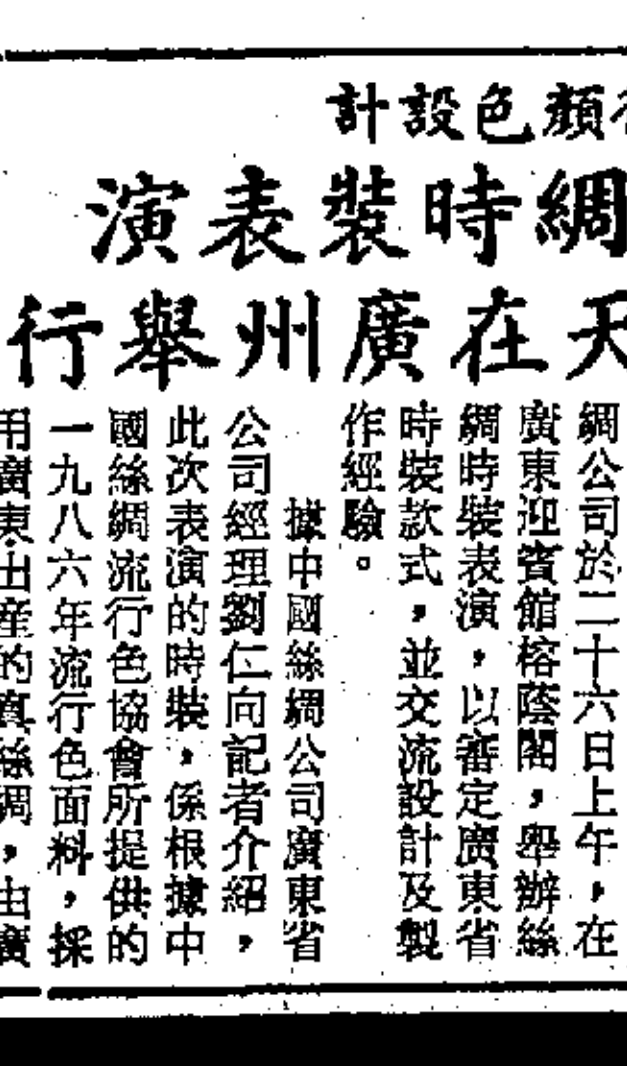 顏色設計
綢時裝表演
天在廣州舉行
綢公司於二十六日上午，在
廣東迎賓館榕蔭閣，舉辦絲
綢時裝表演，以審定廣東省
時裝款式，並交流設計及製
作經驗。
據中國絲綢公司廣東省
公司經理劉仁向記者介紹，
此次表演的時裝，係根據中
國絲綢流行色協會所提供的
一九八六年流行色面料，採
用廣東出產的真絲綢，由廣